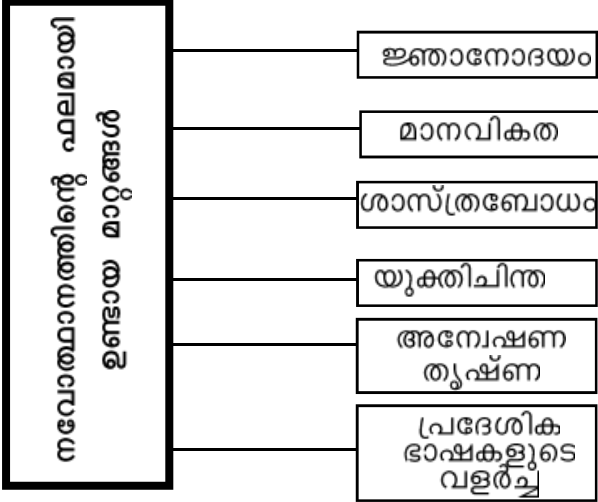 നവോത്ഥാനത്തിന്റെ ഫലമായി
ഉണ്ടായ മാറ്റങ്ങൾ
ജ്ഞാനോദയം
മാനവികത
ശാസ്ത്രബോധം
യുക്തിചിന്ത
അന്വേഷണ
തൃഷ്ണ
പ്രദേശിക
ഭാഷകളുടെ
വളർച്ച